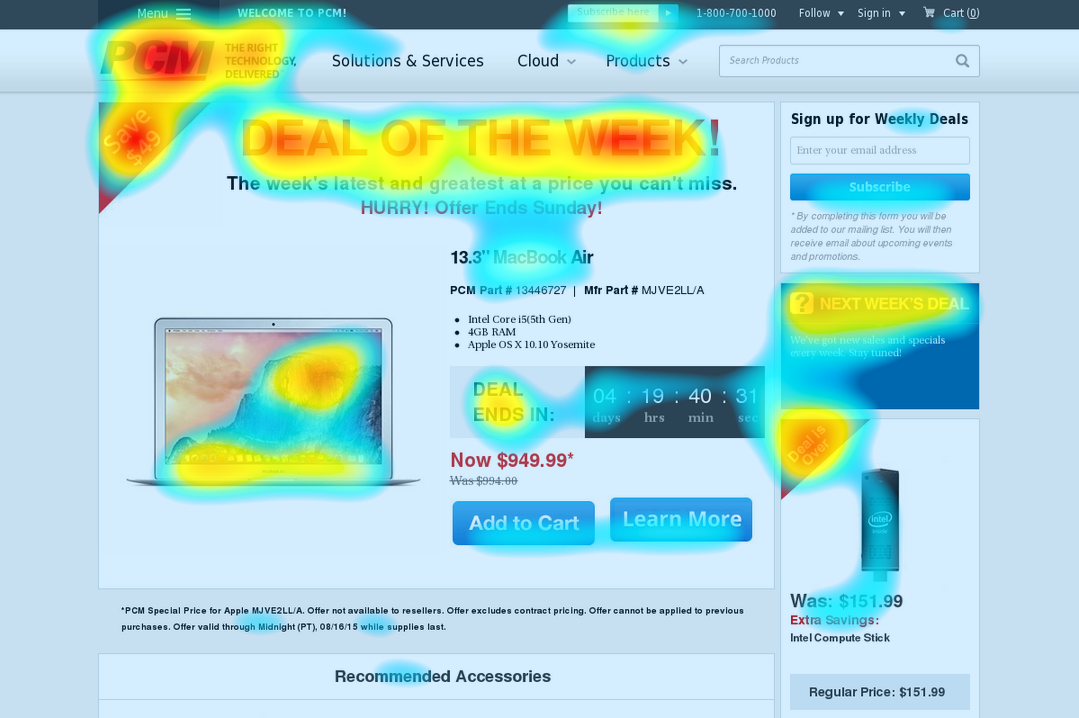 Menu
WELCOME TO PCM!
Subscribe here
1-800-700-1000
Follow
Sign in
Cart (0)
PCM
THE RIGHT
TECHNOLOGY,
DELIVERED
Solutions & Services
Cloud
Products
Search Products
Save
$49
DEAL OF THE WEEK!
The week's latest and greatest at a price you can't miss.
HURRY! Offer Ends Sunday!
13.3" MacBook Air
PCM Part # 13446727 | Mfr Part # MJVE2LL/A
• Intel Core i5(5th Gen)
• 4GB RAM
• Apple OS X 10.10 Yosemite
DEAL
ENDS IN:
04 : 19 : 40 : 31
days hrs min sec
Now $949.99*
Was $994.00
Add to Cart
Learn More
*PCM Special Price for Apple MJVE2LL/A. Offer not available to resellers. Offer excludes contract pricing. Offer cannot be applied to previous
purchases. Offer valid through Midnight (PT), 08/16/15 while supplies last.
Recommended Accessories
Sign up for Weekly Deals
Enter your email address
Subscribe
* By completing this form you will be
added to our mailing list. You will then
receive email about upcoming events
and promotions.
? NEXT WEEK'S DEAL
We've got new sales and specials
every week. Stay tuned!
Deal is
Over
intel
inside
Was: $151.99
Extra Savings:
Intel Compute Stick
Regular Price: $151.99